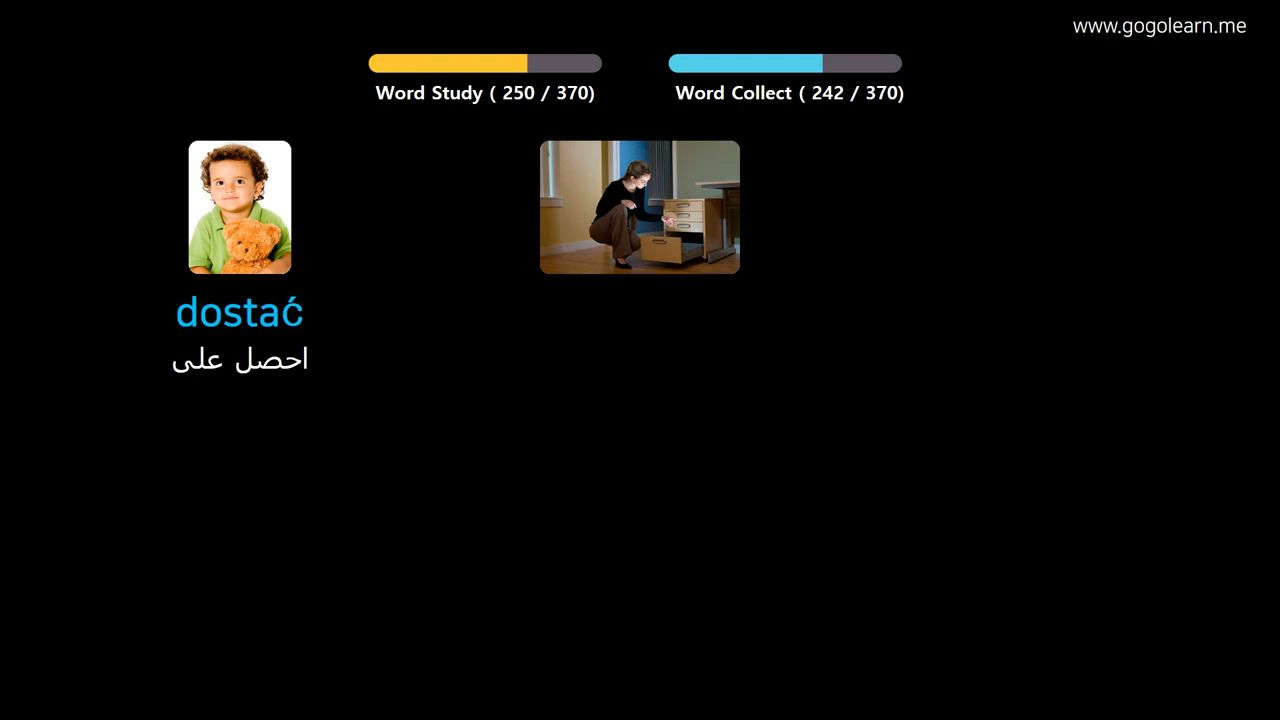 www.gogolearn.me
Word Study ( 250 / 370)
Word Collect ( 242 / 370)
dostać
احصل على